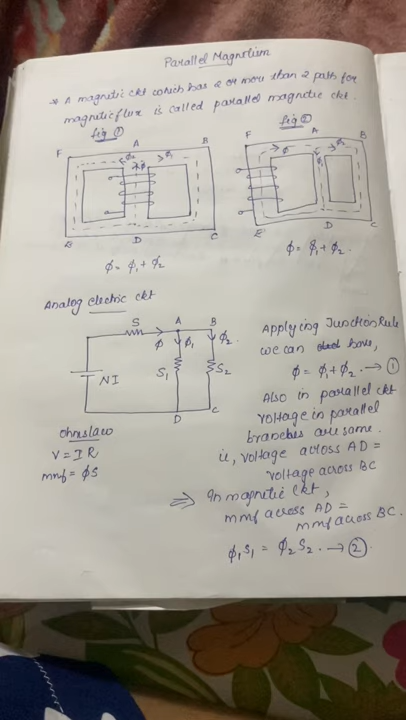 Parallel Magnetism
* A magnetic ckt which has 2 or more than 2 path for
magnetic flux is called parallel magnetic ckt.
fig ①
F A B
ϕ2 ϕ ϕ1
E D C
ϕ = ϕ1 + ϕ2
fig ②
F A B
ϕ ϕ1 ϕ2
E D C
ϕ = ϕ1 + ϕ2.
Analog electric ckt
S A B
ϕ ϕ1 ϕ2
NI S1 S2
D C
ohms law
V = I R
mmf = ϕS
Applying Junction Rule
we can have,
ϕ = ϕ1 + ϕ2. → ①
Also in parallel ckt
voltage in parallel
branches are same.
ie, voltage across AD =
voltage across BC
⇒ In magnetic ckt,
mmf across AD =
mmf across BC.
ϕ1S1 = ϕ2S2. → ②.